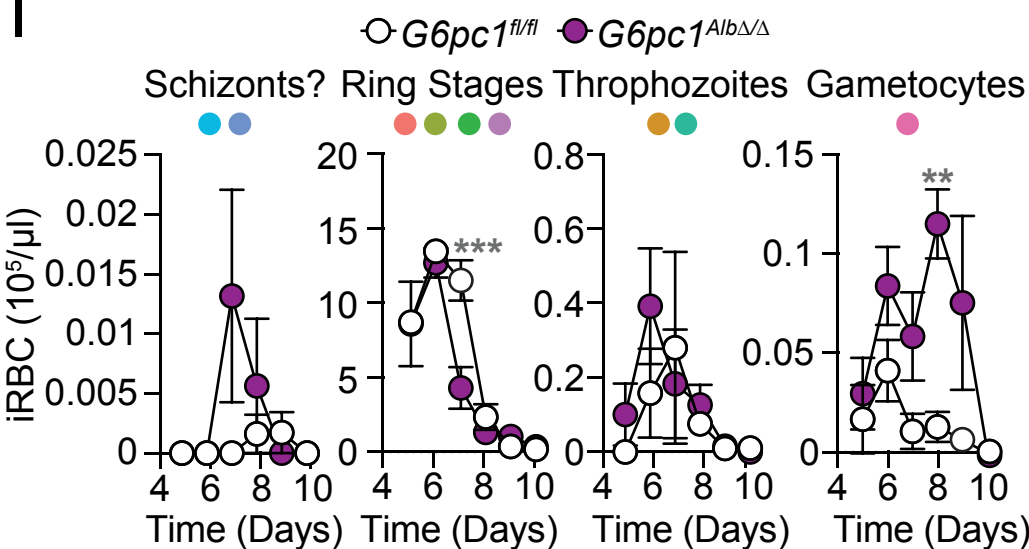 G6pc1fl/fl G6pc1AlbΔ/Δ
Schizonts? Ring Stages Throphozoites Gametocytes
iRBC (10⁵/μl)
0.025 20 0.8 0.15
0.02 15 0.6 0.1
0.015 10 0.4 0.05
0.01 5 0.2 0
0.005 0 0
0
*** **
4 6 8 10 4 6 8 10 4 6 8 10 4 6 8 10
Time (Days) Time (Days) Time (Days) Time (Days)